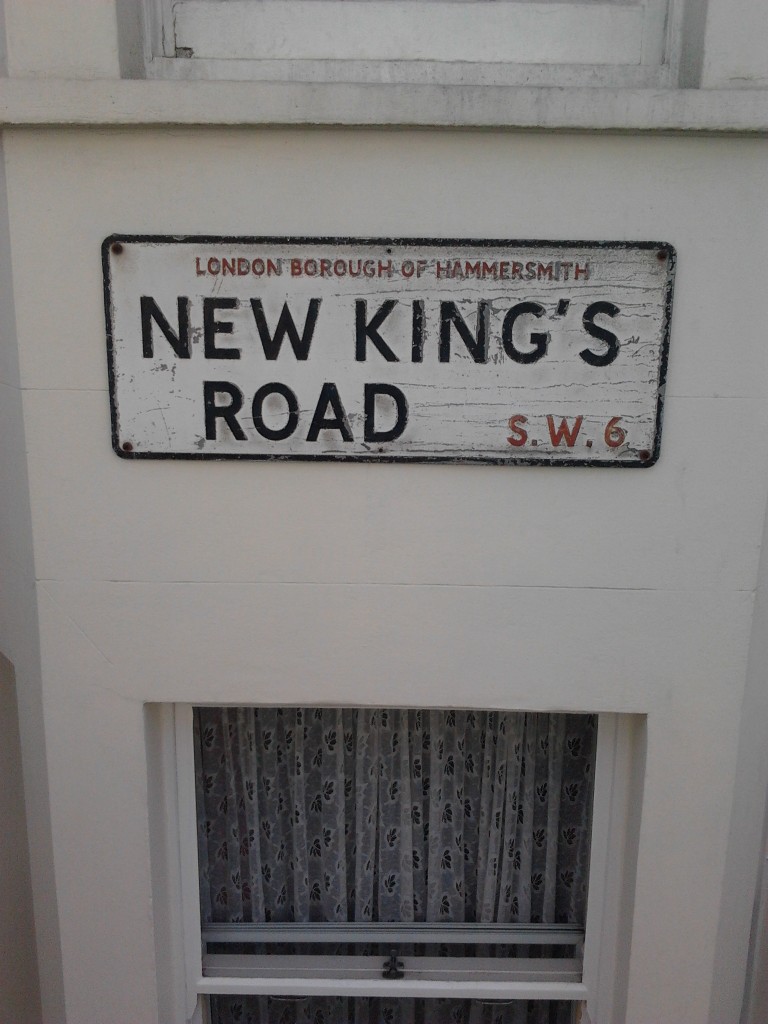 LONDON BOROUGH OF HAMMERSMITH
NEW KING'S
ROAD S.W.6